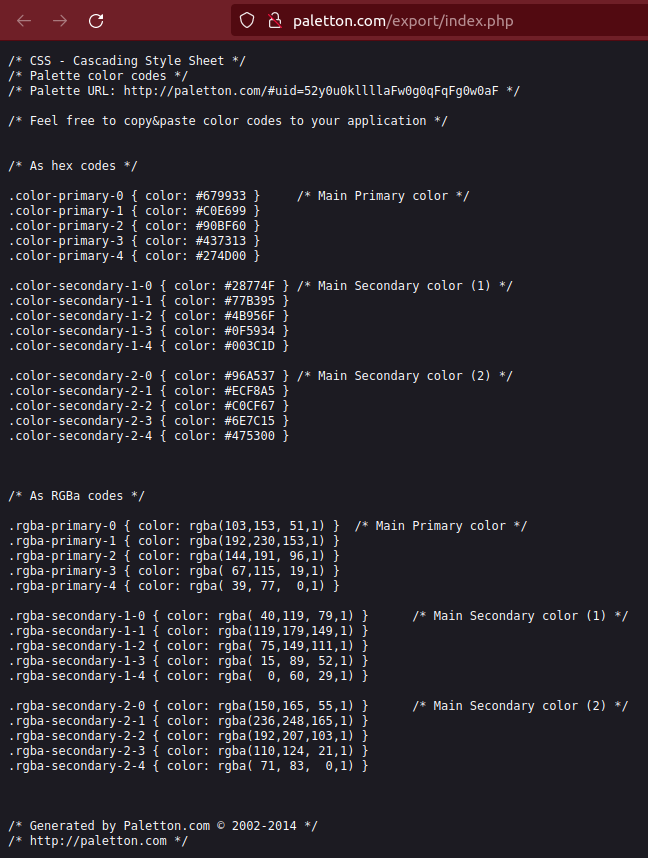 paletton.com/export/index.php
/* CSS - Cascading Style Sheet */
/* Palette color codes */
/* Palette URL: http://paletton.com/#uid=52y0u0kllllaFw0g0qFqFg0w0aF */
/* Feel free to copy&paste color codes to your application */
/* As hex codes */
.color-primary-0 { color: #679933 }     /* Main Primary color */
.color-primary-1 { color: #C0E699 }
.color-primary-2 { color: #90BF60 }
.color-primary-3 { color: #437313 }
.color-primary-4 { color: #274D00 }
.color-secondary-1-0 { color: #28774F } /* Main Secondary color (1) */
.color-secondary-1-1 { color: #77B395 }
.color-secondary-1-2 { color: #4B956F }
.color-secondary-1-3 { color: #0F5934 }
.color-secondary-1-4 { color: #003C1D }
.color-secondary-2-0 { color: #96A537 } /* Main Secondary color (2) */
.color-secondary-2-1 { color: #ECF8A5 }
.color-secondary-2-2 { color: #C0CF67 }
.color-secondary-2-3 { color: #6E7C15 }
.color-secondary-2-4 { color: #475300 }
/* As RGBa codes */
.rgba-primary-0 { color: rgba(103,153, 51,1) }  /* Main Primary color */
.rgba-primary-1 { color: rgba(192,230,153,1) }
.rgba-primary-2 { color: rgba(144,191, 96,1) }
.rgba-primary-3 { color: rgba( 67,115, 19,1) }
.rgba-primary-4 { color: rgba( 39, 77,  0,1) }
.rgba-secondary-1-0 { color: rgba( 40,119, 79,1) }      /* Main Secondary color (1) */
.rgba-secondary-1-1 { color: rgba(119,179,149,1) }
.rgba-secondary-1-2 { color: rgba( 75,149,111,1) }
.rgba-secondary-1-3 { color: rgba( 15, 89, 52,1) }
.rgba-secondary-1-4 { color: rgba(  0, 60, 29,1) }
.rgba-secondary-2-0 { color: rgba(150,165, 55,1) }      /* Main Secondary color (2) */
.rgba-secondary-2-1 { color: rgba(236,248,165,1) }
.rgba-secondary-2-2 { color: rgba(192,207,103,1) }
.rgba-secondary-2-3 { color: rgba(110,124, 21,1) }
.rgba-secondary-2-4 { color: rgba( 71, 83,  0,1) }
/* Generated by Paletton.com © 2002-2014 */
/* http://paletton.com */